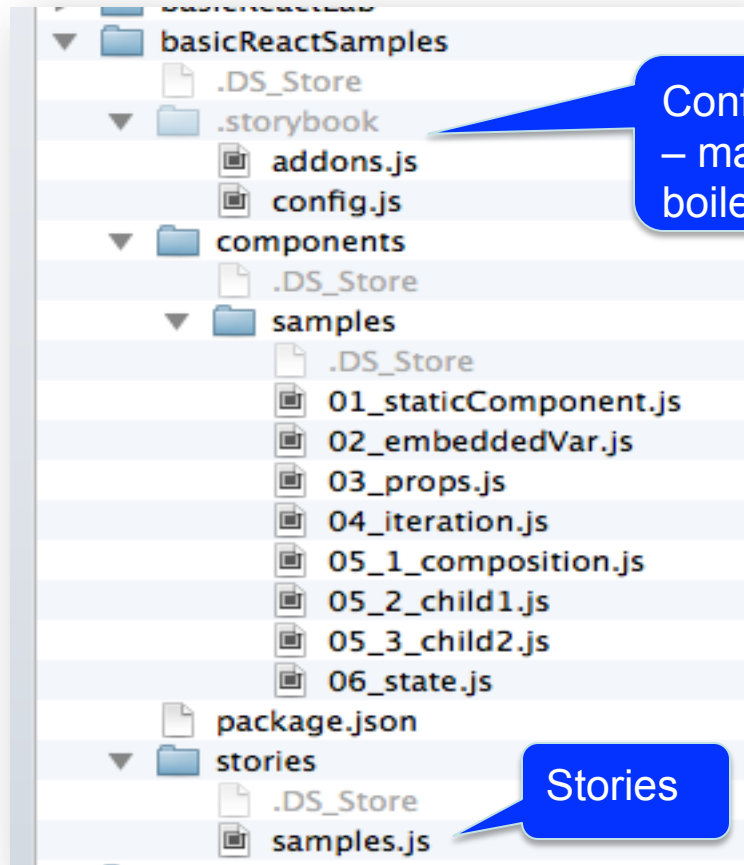 basicReactLab
basicReactSamples
.DS_Store
.storybook
addons.js
config.js
components
.DS_Store
samples
.DS_Store
01_staticComponent.js
02_embeddedVar.js
03_props.js
04_iteration.js
05_1_composition.js
05_2_child1.js
05_3_child2.js
06_state.js
package.json
stories
.DS_Store
samples.js
– 
Stories